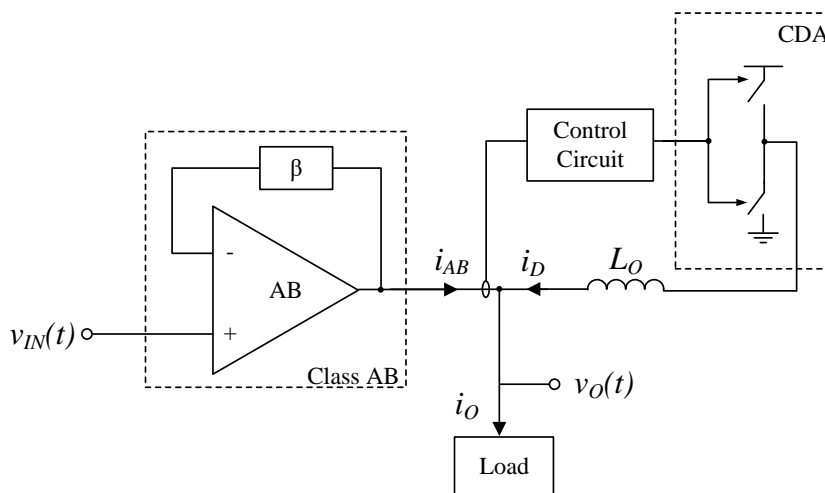 CDA
Control
Circuit
β
-
AB
+
Class AB
v_IN(t)
i_AB
i_D
L_O
v_O(t)
i_O
Load